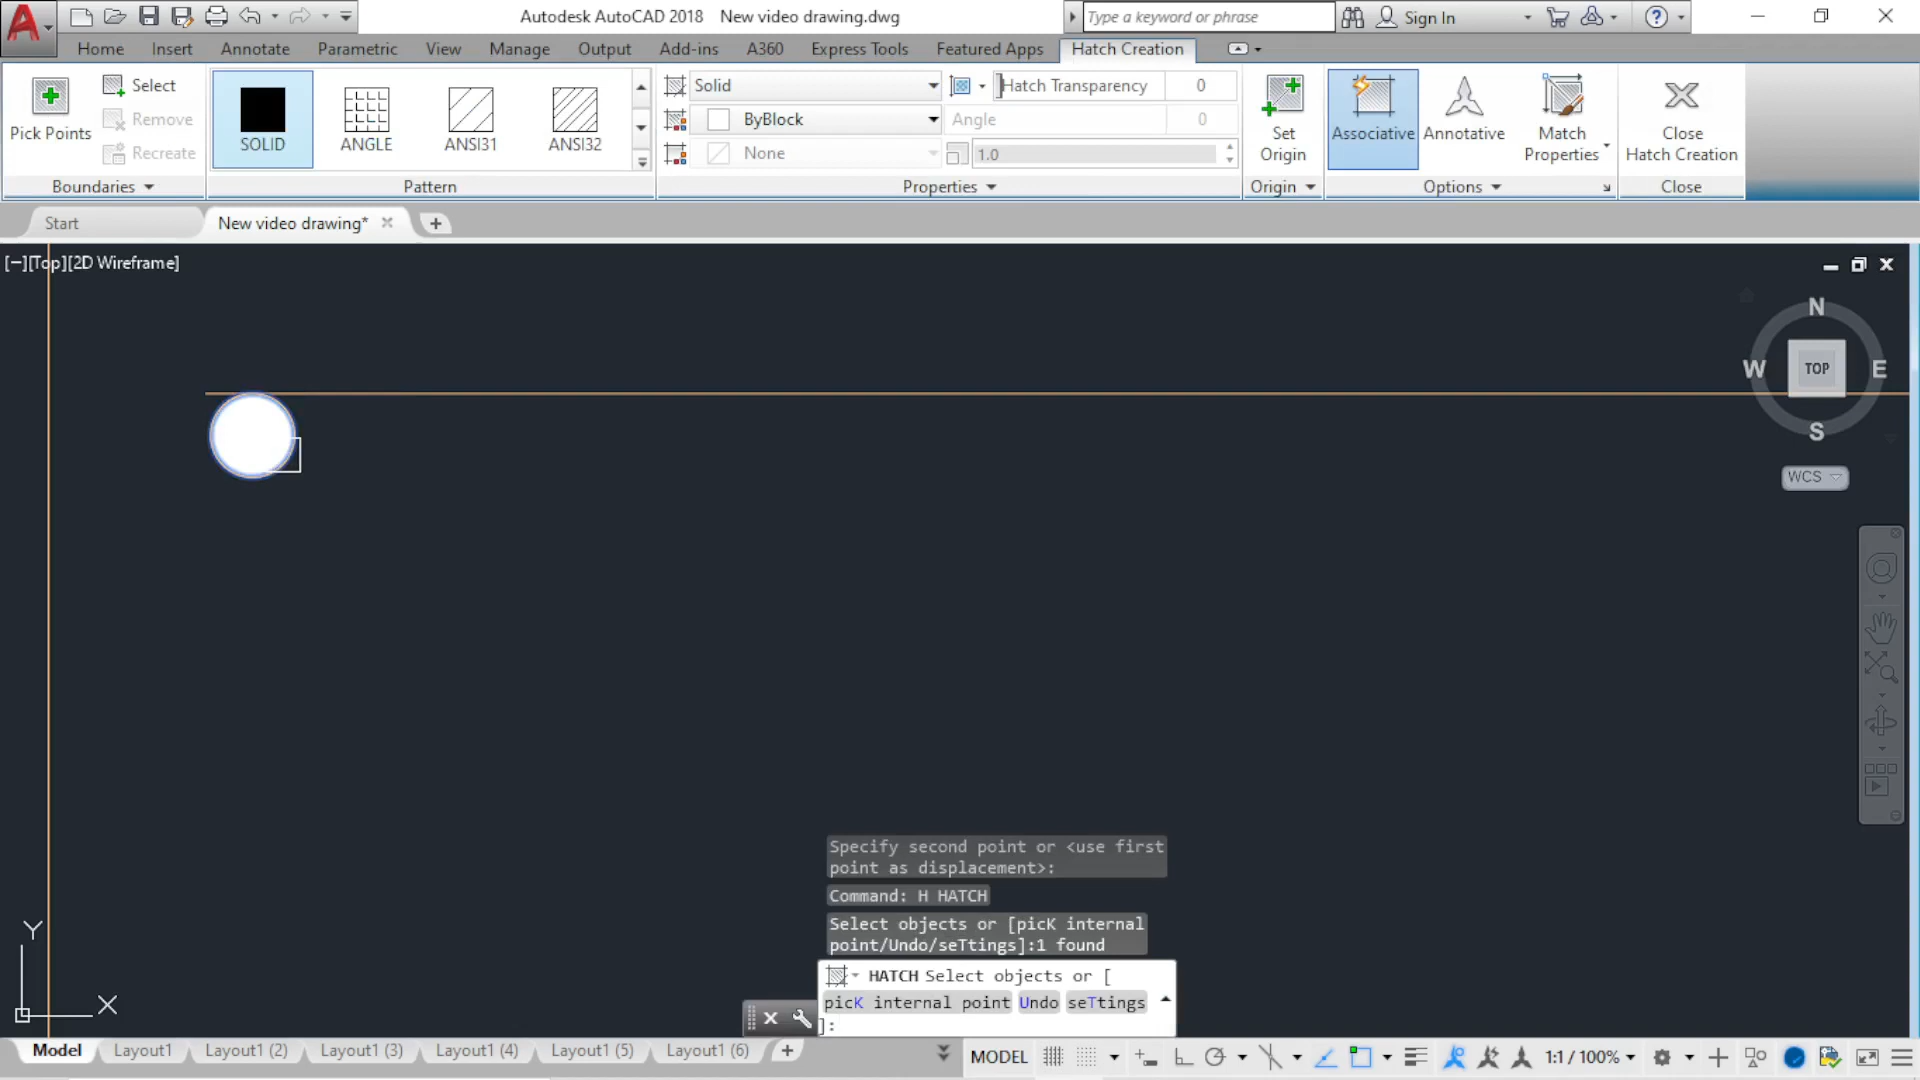 Autodesk AutoCAD 2018 New video drawing.dwg
Type a keyword or phrase
Sign In
Home Insert Annotate Parametric View Manage Output Add-ins A360 Express Tools Featured Apps Hatch Creation
Pick Points
Select
Remove
Recreate
Boundaries
SOLID
ANGLE
ANSI31
ANSI32
Pattern
Solid
ByBlock
None
Hatch Transparency 0
Angle 0
1.0
Properties
Set
Origin
Origin
Associative
Annotative
Match
Properties
Options
Close
Hatch Creation
Close
Start
New video drawing*
[−][Top][2D Wireframe]
N
W
TOP
E
S
WCS
Y
X
Specify second point or <use first
point as displacement>:
Command: H HATCH
Select objects or [picK internal
point/Undo/seTtings]:1 found
HATCH Select objects or [
picK internal point Undo seTtings
]:
Model Layout1 Layout1 (2) Layout1 (3) Layout1 (4) Layout1 (5) Layout1 (6)
MODEL
1:1 / 100%